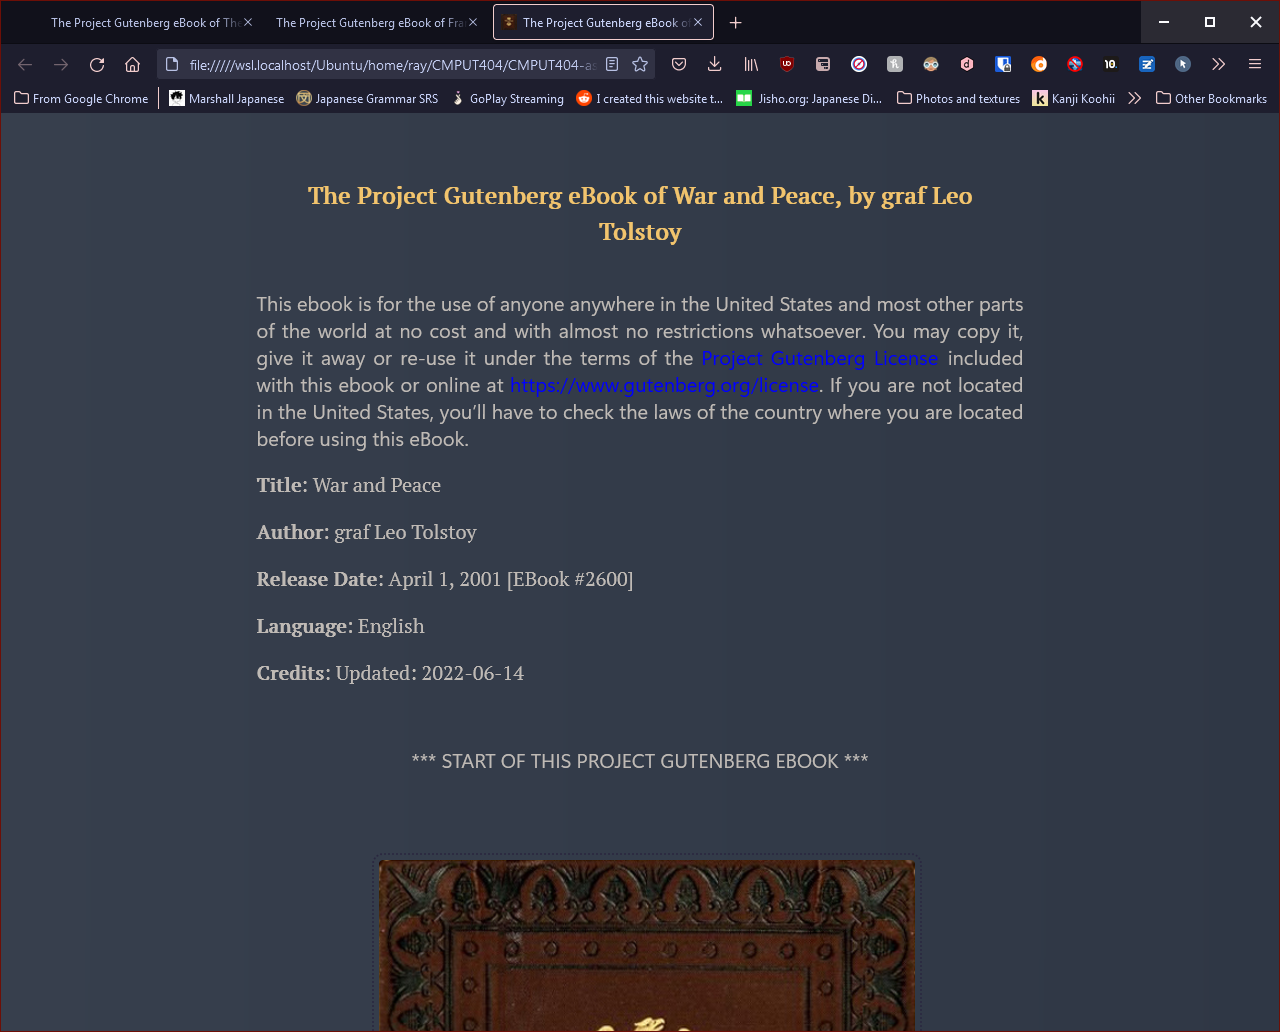 The Project Gutenberg eBook of The
The Project Gutenberg eBook of Fra
The Project Gutenberg eBook of
file://///wsl.localhost/Ubuntu/home/ray/CMPUT404/CMPUT404-as
From Google Chrome
Marshall Japanese
Japanese Grammar SRS
GoPlay Streaming
I created this website t...
Jisho.org: Japanese Di...
Photos and textures
Kanji Koohii
Other Bookmarks
The Project Gutenberg eBook of War and Peace, by graf Leo
Tolstoy
This ebook is for the use of anyone anywhere in the United States and most other parts
of the world at no cost and with almost no restrictions whatsoever. You may copy it,
give it away or re-use it under the terms of the Project Gutenberg License included
with this ebook or online at https://www.gutenberg.org/license. If you are not located
in the United States, you’ll have to check the laws of the country where you are located
before using this eBook.
Title: War and Peace
Author: graf Leo Tolstoy
Release Date: April 1, 2001 [EBook #2600]
Language: English
Credits: Updated: 2022-06-14
*** START OF THIS PROJECT GUTENBERG EBOOK ***